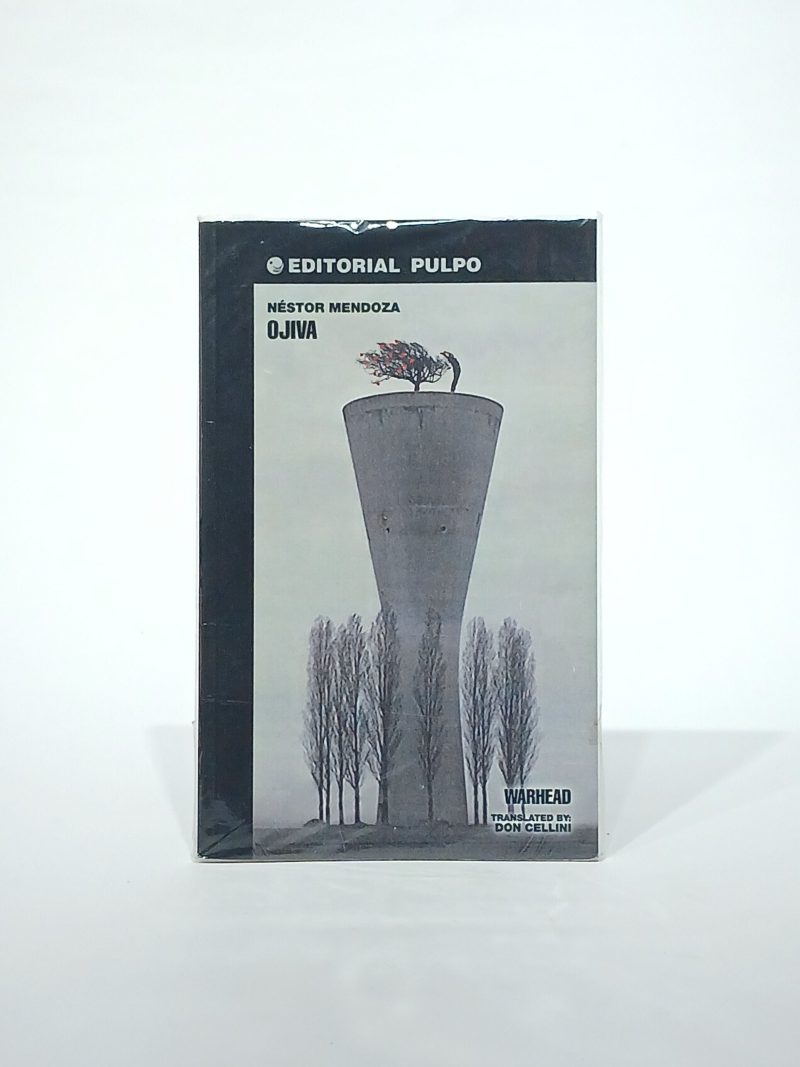 EDITORIAL PULPO
NÉSTOR MENDOZA
OJIVA
WARHEAD
TRANSLATED BY:
DON CELLINI